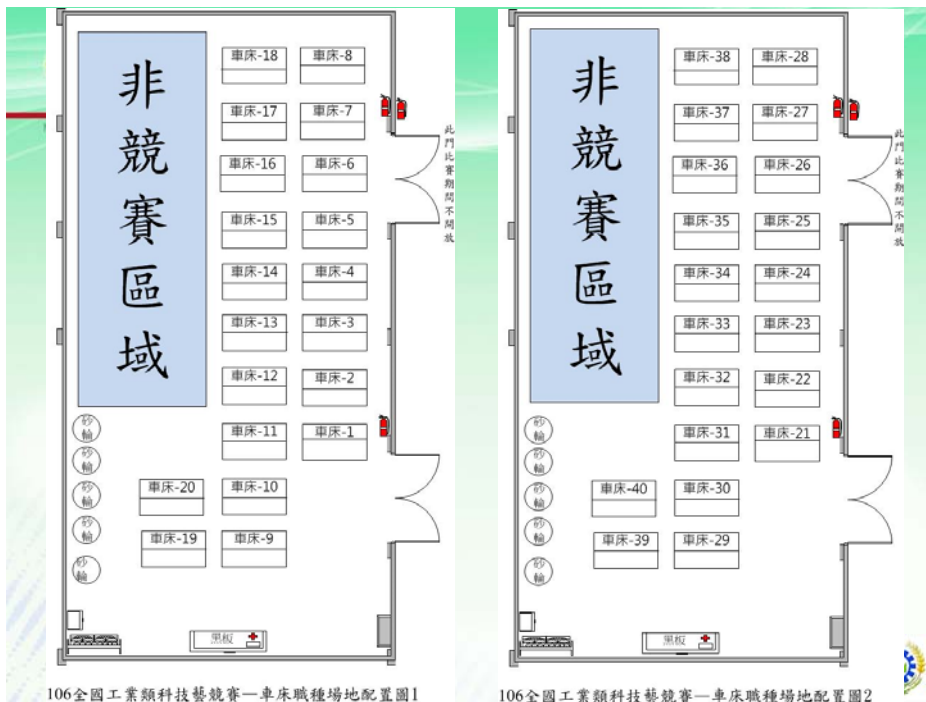 非競賽區域
車床-18
車床-8
車床-17
車床-7
此門比賽期間不開放
車床-16
車床-6
車床-15
車床-5
車床-14
車床-4
車床-13
車床-3
車床-12
車床-2
車床-11
車床-1
砂輪
砂輪
砂輪
砂輪
砂輪
車床-20
車床-10
車床-19
車床-9
黑板
106全國工業類科技藝競賽—車床職種場地配置圖1
非競賽區域
車床-38
車床-28
車床-37
車床-27
此門比賽期間不開放
車床-36
車床-26
車床-35
車床-25
車床-34
車床-24
車床-33
車床-23
車床-32
車床-22
車床-31
車床-21
砂輪
砂輪
砂輪
砂輪
砂輪
車床-40
車床-30
車床-39
車床-29
黑板
106全國工業類科技藝競賽—車床職種場地配置圖2